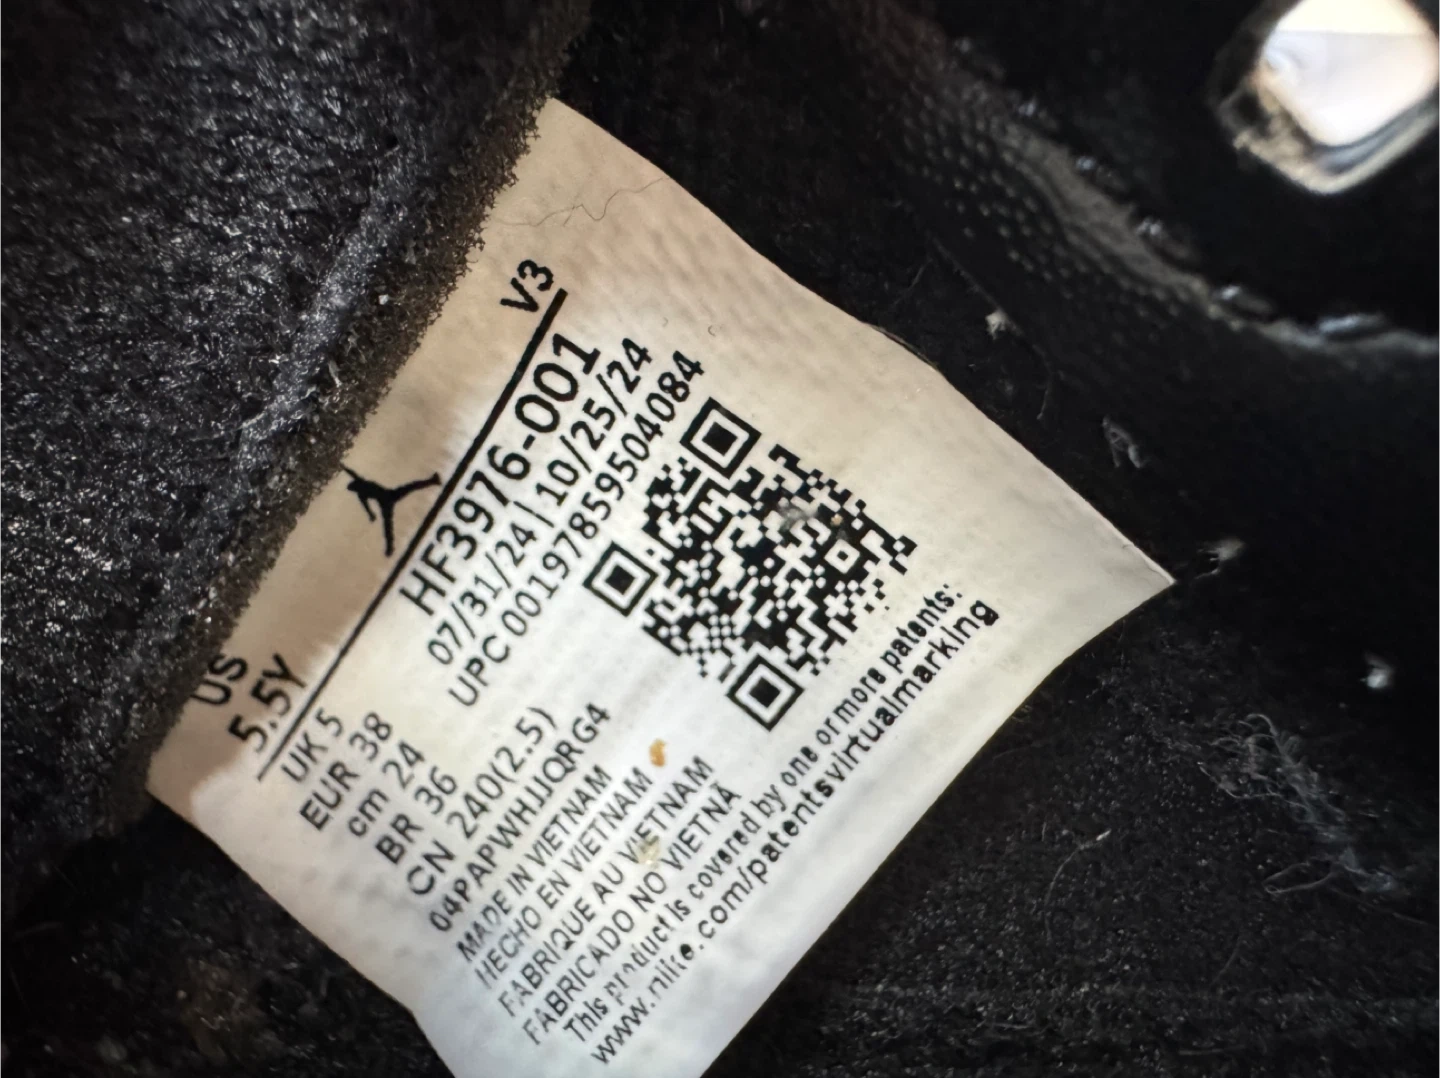 V3
US
5.5Y
UK 5
EUR 38
cm 24
BR 36
CN 240(2.5)
04PAPWHJJQRG4
MADE IN VIETNAM
HECHO EN VIETNAM
FABRIQUE AU VIETNAM
FABRICADO NO VIETNÃ
This product is covered by one or more patents:
www.nike.com/patentsvirtualmarking
HF3976-001
07/31/24|10/25/24
UPC 00197859504084